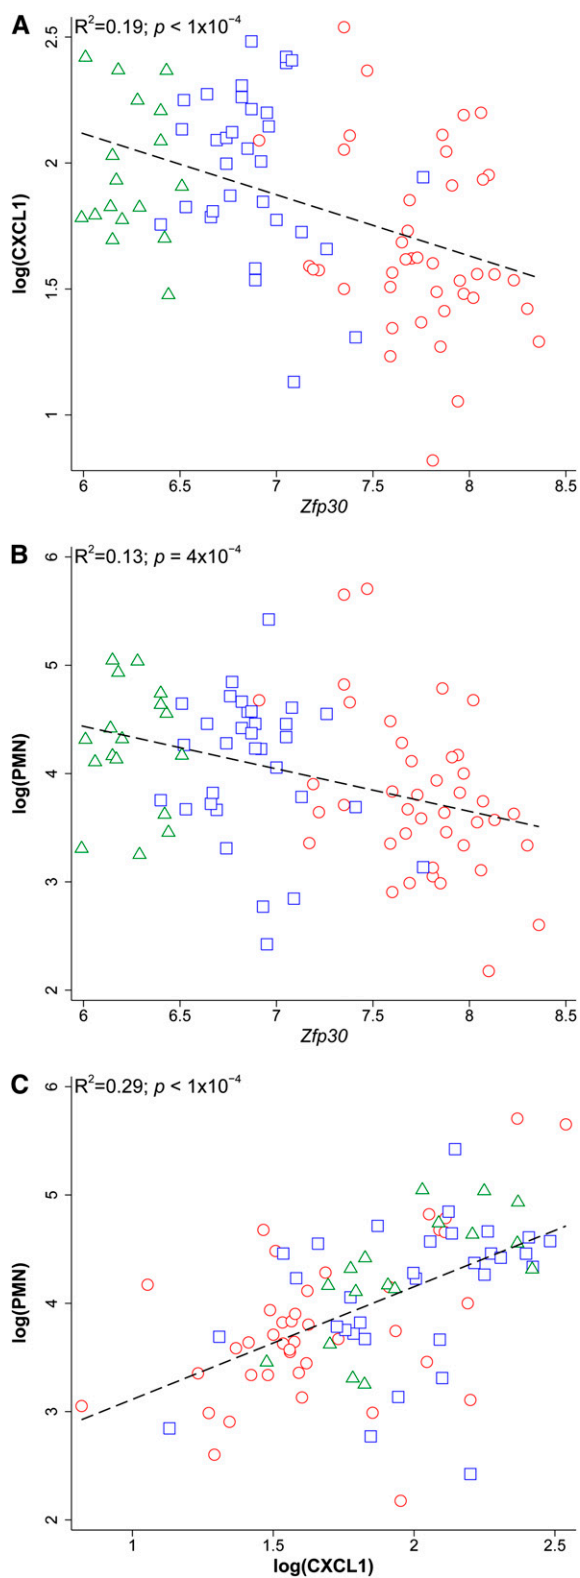 A
R²=0.19; p < 1x10⁻⁴
2.5
2
1.5
1
log(CXCL1)
6 6.5 7 7.5 8 8.5
Zfp30
B
R²=0.13; p = 4x10⁻⁴
6
5
4
3
2
log(PMN)
6 6.5 7 7.5 8 8.5
Zfp30
C
R²=0.29; p < 1x10⁻⁴
6
5
4
3
2
log(PMN)
1 1.5 2 2.5
log(CXCL1)